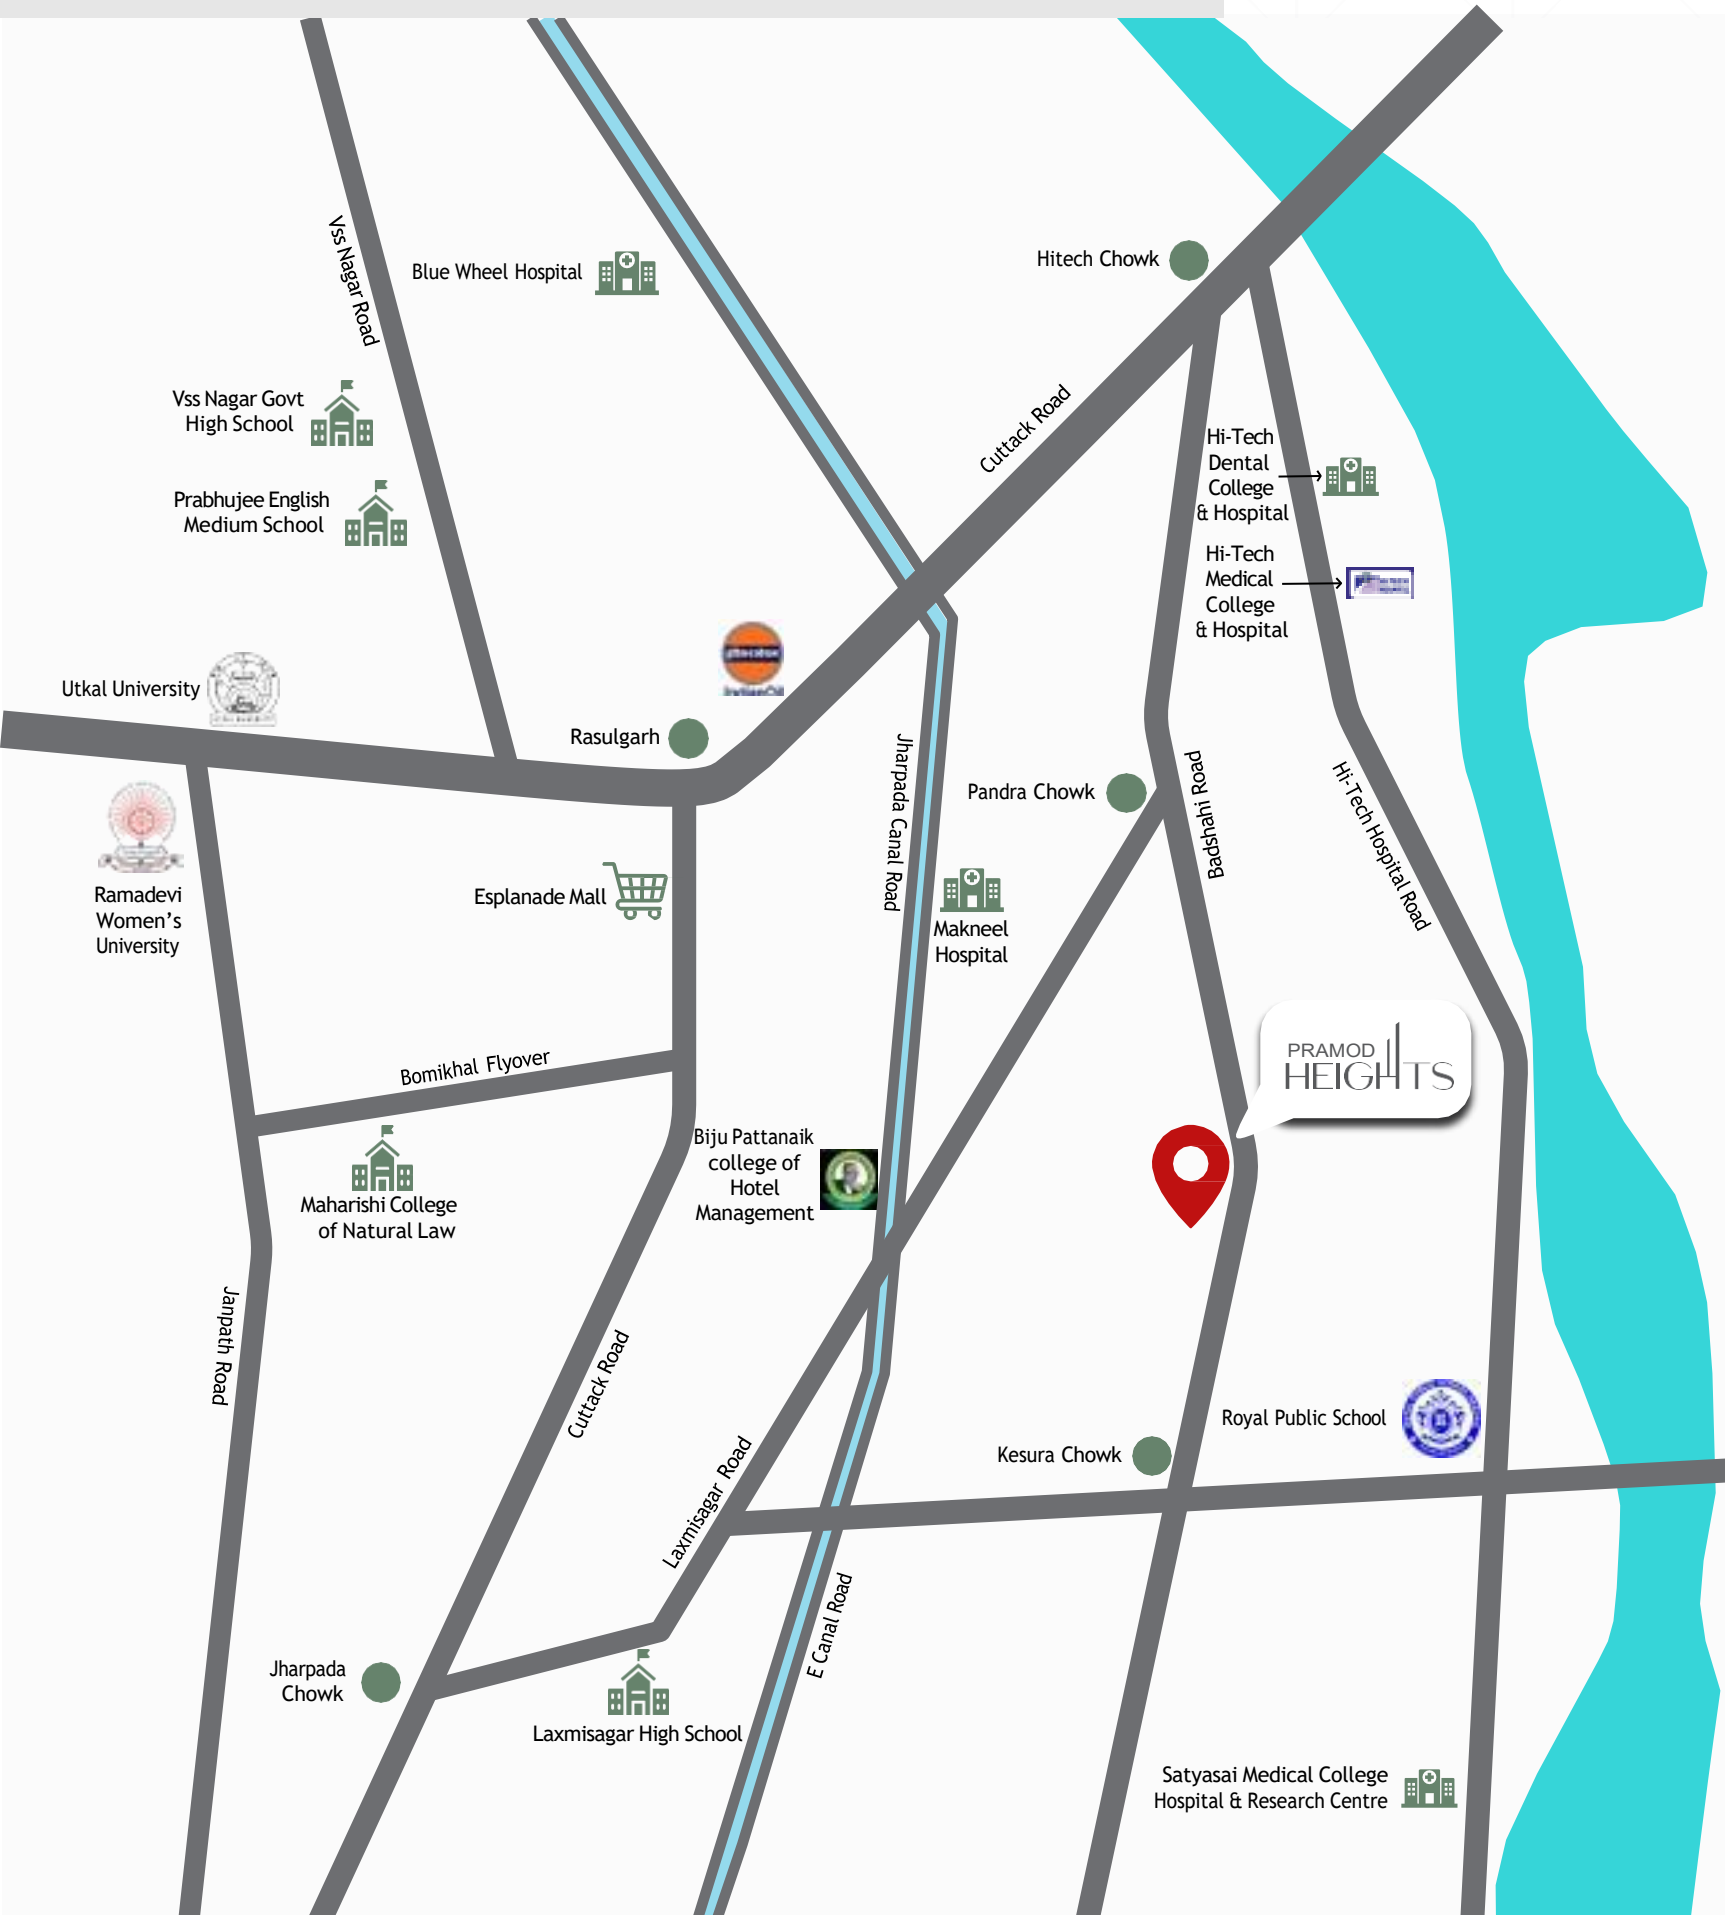 Hitech Chowk
Blue Wheel Hospital
Vss Nagar Road
Vss Nagar Govt
High School
Cuttack Road
Hi-Tech
Dental
College
& Hospital
Prabhujee English
Medium School
Hi-Tech
Medical
College
& Hospital
Utkal University
IndianOil
Rasulgarh
Jharpada Canal Road
Pandra Chowk
Badshahi Road
Hi-Tech Hospital Road
Ramadevi
Women's
University
Esplanade Mall
Makneel
Hospital
PRAMOD
HEIGHTS
Bomikhal Flyover
Biju Pattanaik
college of
Hotel
Management
Maharishi College
of Natural Law
Janpath Road
Cuttack Road
Royal Public School
Kesura Chowk
Laxmisagar Road
E Canal Road
Jharpada
Chowk
Laxmisagar High School
Satyasai Medical College
Hospital & Research Centre